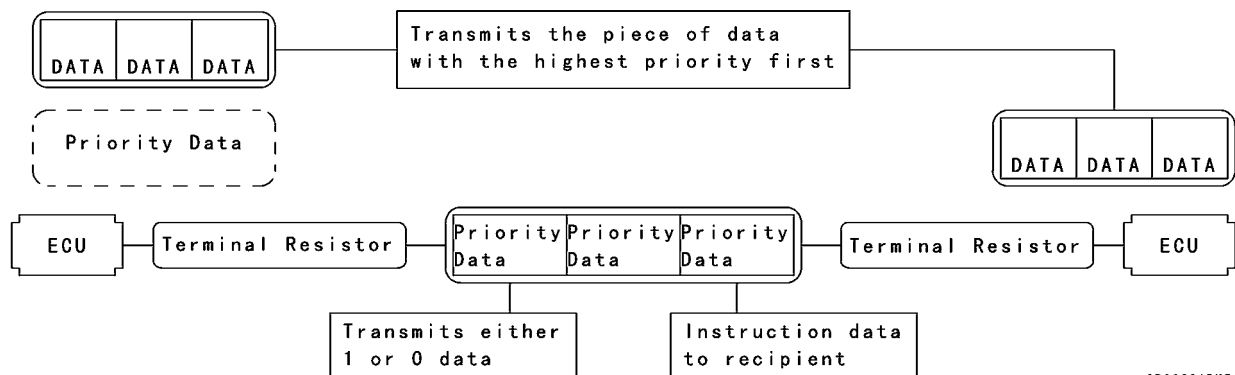 DATA DATA DATA
Transmits the piece of data
with the highest priority first
Priority Data
DATA DATA DATA
ECU
Terminal Resistor
Priority Priority Priority
Data Data Data
Terminal Resistor
ECU
Transmits either
1 or 0 data
Instruction data
to recipient